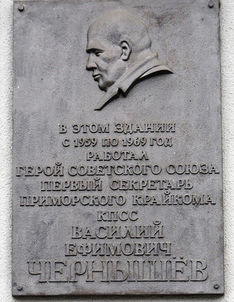 В ЭТОМ ЗДАНИИ
С 1959 ПО 1969 ГОД
РАБОТАЛ
ГЕРОЙ СОВЕТСКОГО СОЮЗА
ПЕРВЫЙ СЕКРЕТАРЬ
ПРИМОРСКОГО КРАЙКОМА
КПСС
ВАСИЛИЙ
ЕФИМОВИЧ
ЧЕРНЫШЁВ